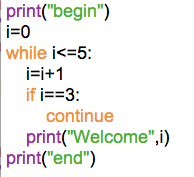 print("begin")
i=0
while i<=5:
    i=i+1
    if i==3:
        continue
    print("Welcome",i)
print("end")